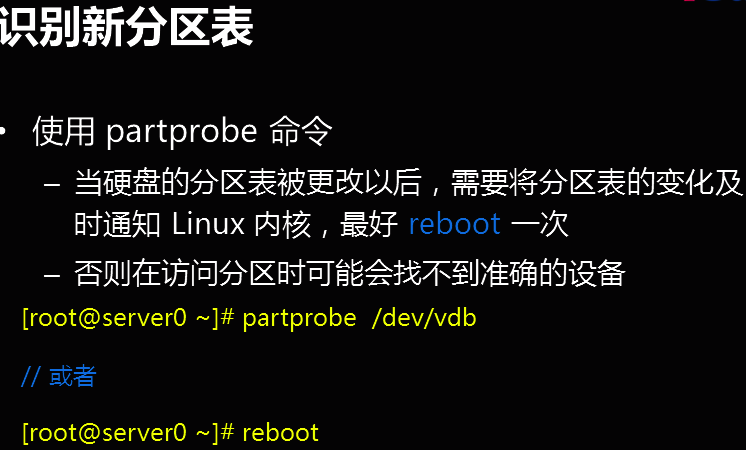 识别新分区表
• 使用 partprobe 命令
– 当硬盘的分区表被更改以后，需要将分区表的变化及
时通知 Linux 内核，最好 reboot 一次
– 否则在访问分区时可能会找不到准确的设备
[root@server0 ~]# partprobe  /dev/vdb
// 或者
[root@server0 ~]# reboot